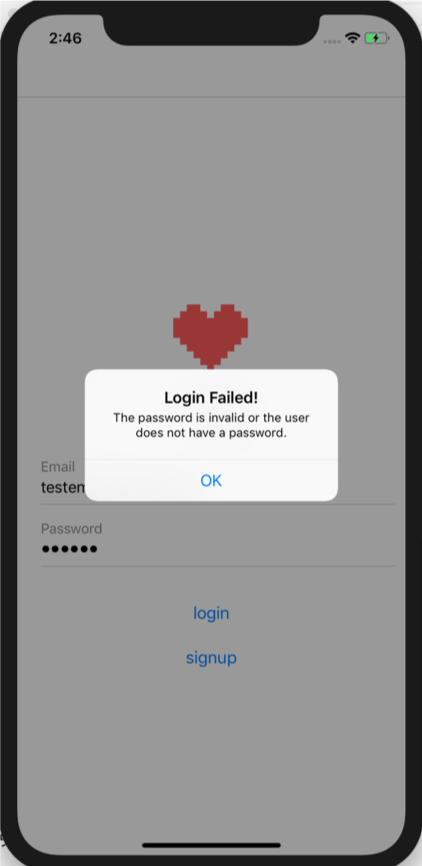 2:46
Login Failed!
The password is invalid or the user
does not have a password.
OK
Email
Password
login
signup